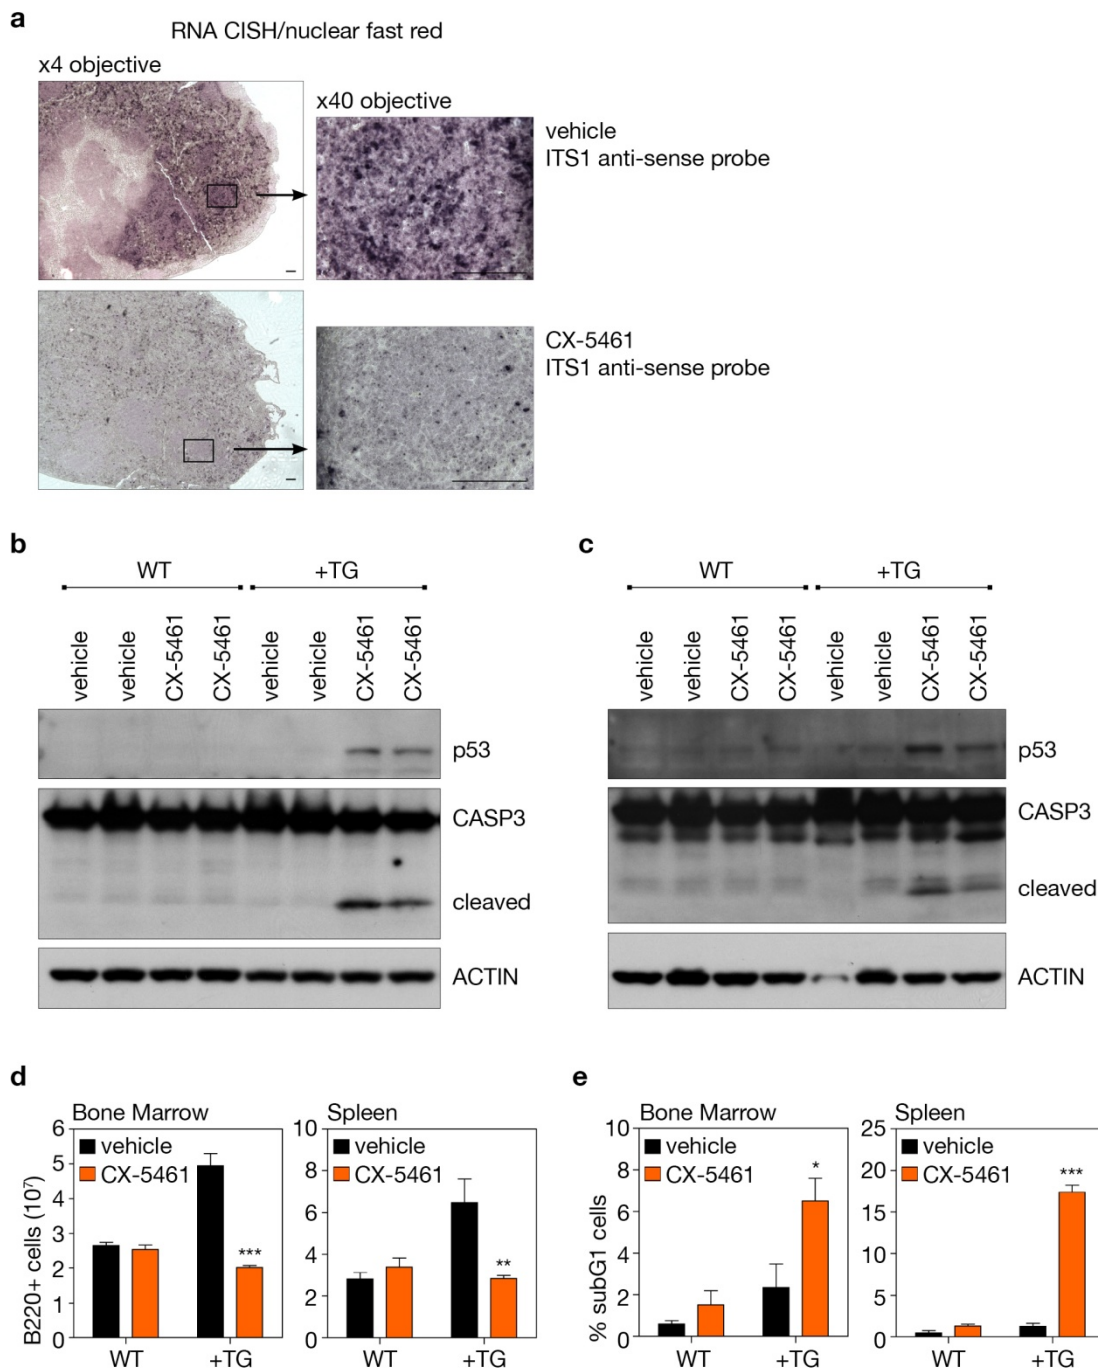 a
RNA CISH/nuclear fast red
x4 objective
x40 objective
vehicle
ITS1 anti-sense probe
CX-5461
ITS1 anti-sense probe
b
WT
+TG
vehicle
vehicle
CX-5461
CX-5461
vehicle
vehicle
CX-5461
CX-5461
p53
CASP3
cleaved
ACTIN
c
WT
+TG
vehicle
vehicle
CX-5461
CX-5461
vehicle
vehicle
CX-5461
CX-5461
p53
CASP3
cleaved
ACTIN
d
Bone Marrow
B220+ cells (10⁷)
6
5
4
3
2
1
0
vehicle
CX-5461
***
WT
+TG
Spleen
10
8
6
4
2
0
vehicle
CX-5461
**
WT
+TG
e
Bone Marrow
% subG1 cells
10
8
6
4
2
0
vehicle
CX-5461
*
WT
+TG
Spleen
25
20
15
10
5
0
vehicle
CX-5461
***
WT
+TG